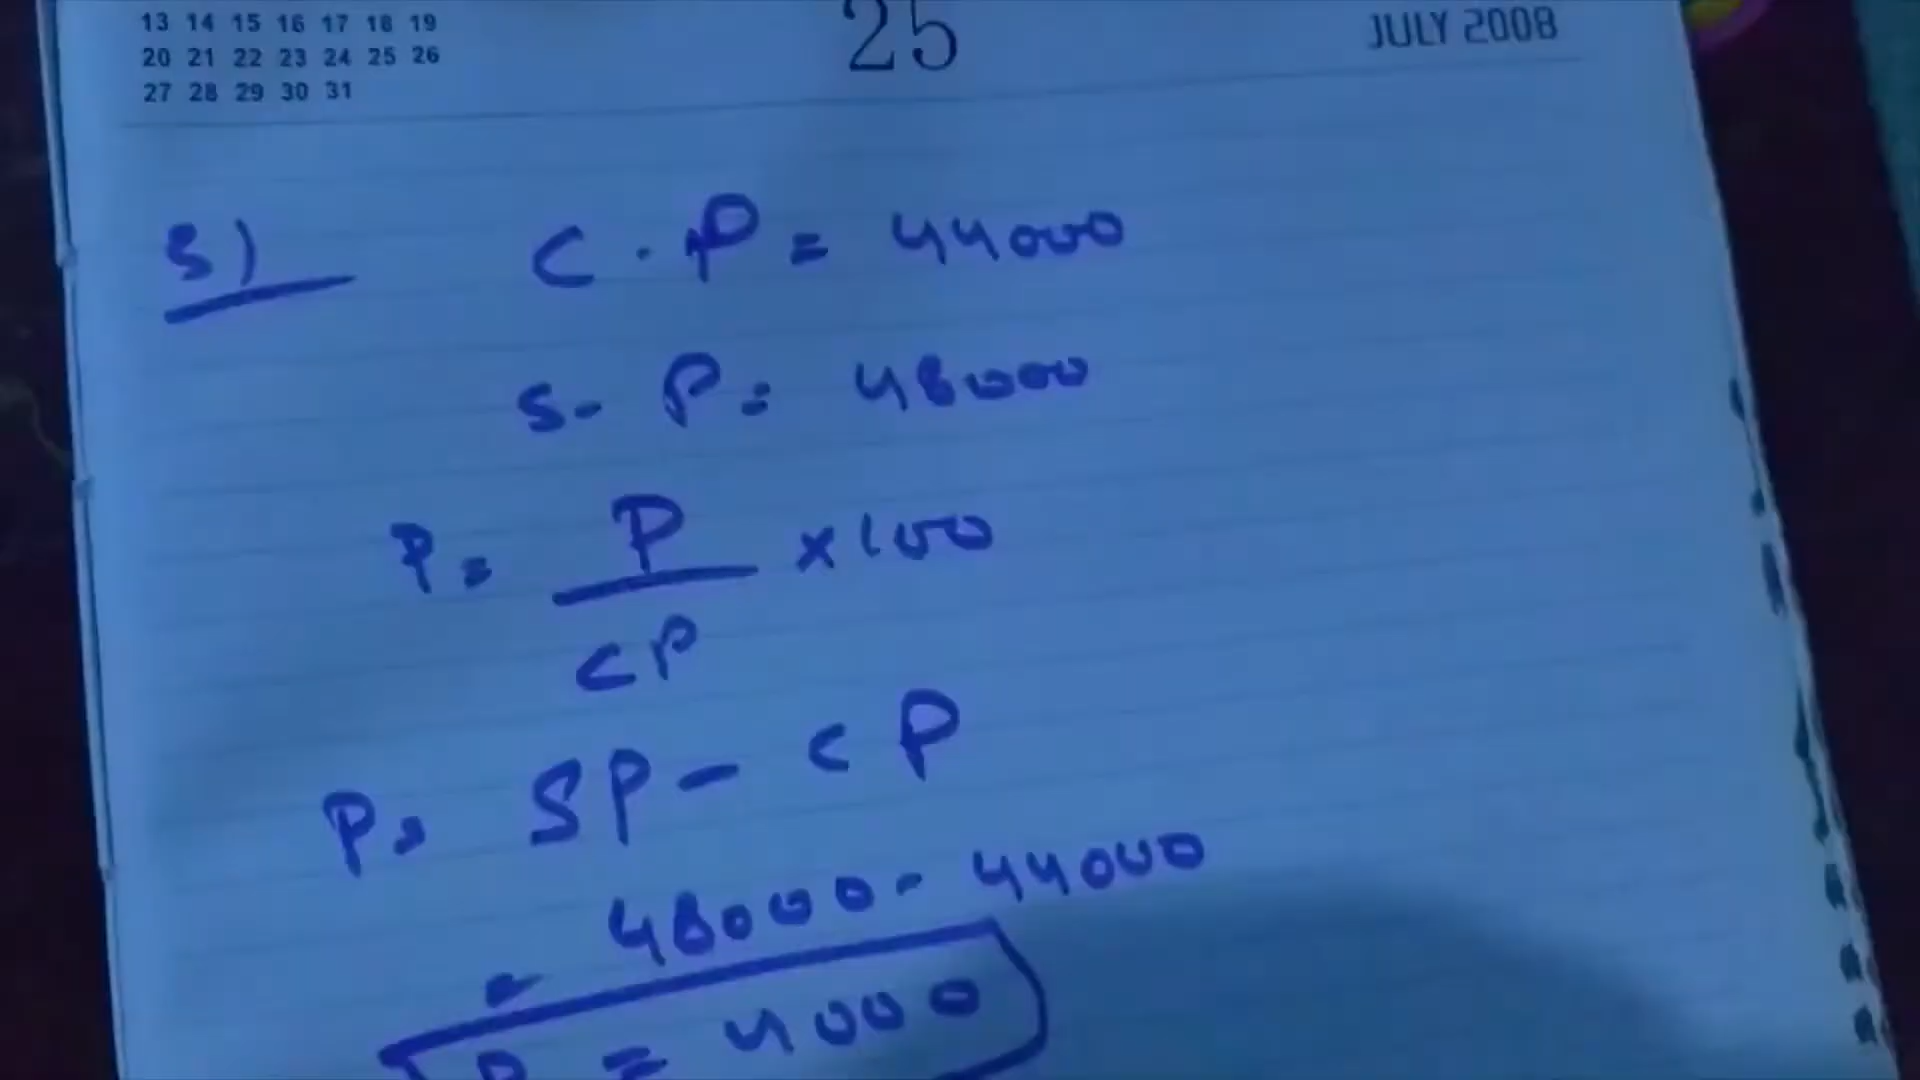 13 14 15 16 17 18 19
20 21 22 23 24 25 26
27 28 29 30 31
25
JULY 2008
5)
C.P = 44000
S.P = 48000
P = P/CP ×100
P = SP - CP
= 48000 - 44000
P = 4000